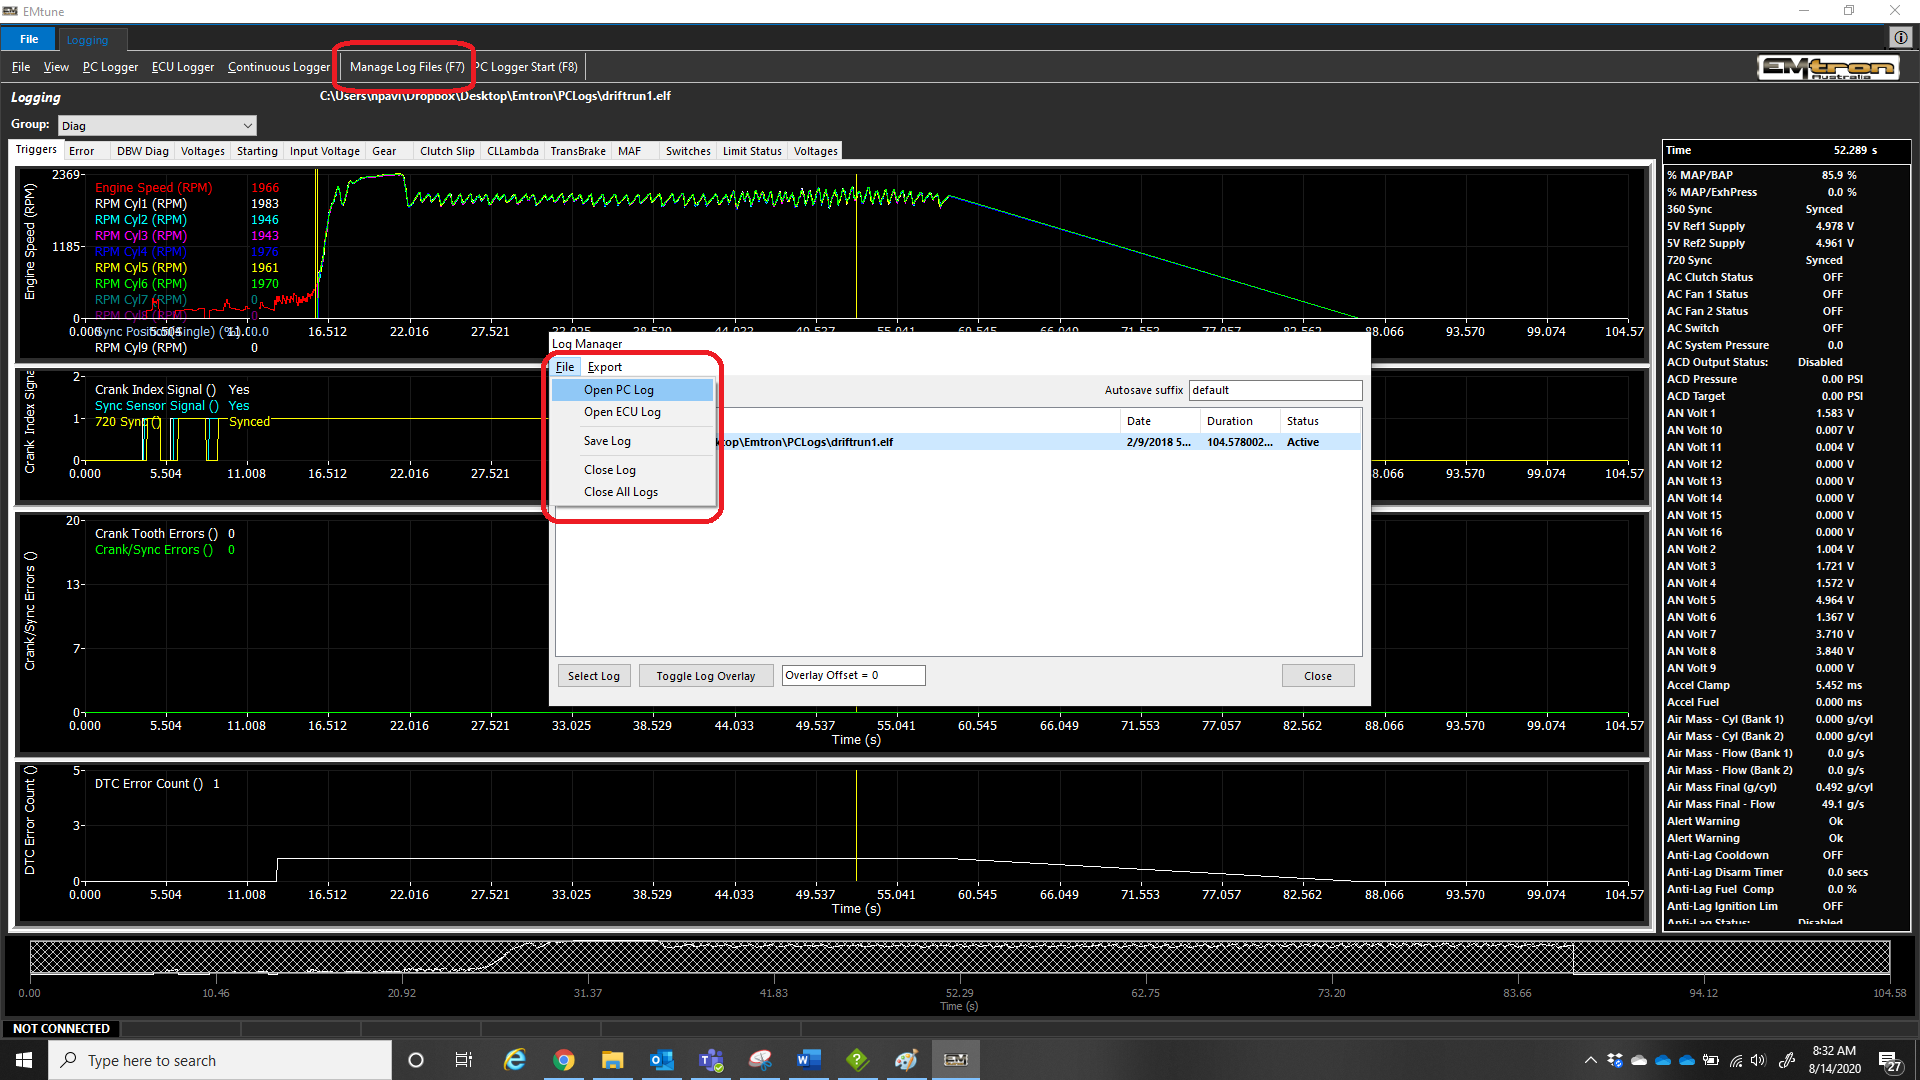 EMtune
File
Logging
File View PC Logger ECU Logger Continuous Logger Manage Log Files (F7) PC Logger Start (F8)
EMtron
Australia
Logging
C:\Users\npavi\Dropbox\Desktop\Emtron\PCLogs\driftrun1.elf
Group: Diag
Triggers Error DBW Diag Voltages Starting Input Voltage Gear Clutch Slip CLLambda TransBrake MAF Switches Limit Status Voltages
Engine Speed (RPM)
2369
1185
0
Engine Speed (RPM) 1966
RPM Cyl1 (RPM) 1983
RPM Cyl2 (RPM) 1946
RPM Cyl3 (RPM) 1943
RPM Cyl4 (RPM) 1976
RPM Cyl5 (RPM) 1961
RPM Cyl6 (RPM) 1970
RPM Cyl7 (RPM) 0
RPM Cyl8 (RPM) 0
Sync Position(Single) (%) 0.0
RPM Cyl9 (RPM) 0
0.000 5.504 11.008 16.512 22.016 27.521 33.025 38.529 44.033 49.537 55.041 60.545 66.049 71.553 77.057 82.562 88.066 93.570 99.074 104.57
Crank Index Signa
2
1
0
Crank Index Signal () Yes
Sync Sensor Signal () Yes
720 Sync () Synced
0.000 5.504 11.008 16.512 22.016 27.521 88.066 93.570 99.074 104.57
Log Manager
File Export
Open PC Log
Open ECU Log
Save Log
Close Log
Close All Logs
Autosave suffix default
Date Duration Status
ktop\Emtron\PCLogs\driftrun1.elf 2/9/2018 5... 104.578002... Active
Select Log Toggle Log Overlay Overlay Offset = 0 Close
Crank/Sync Errors ()
20
13
7
0
Crank Tooth Errors () 0
Crank/Sync Errors () 0
0.000 5.504 11.008 16.512 22.016 27.521 33.025 38.529 44.033 49.537 55.041 60.545 66.049 71.553 77.057 82.562 88.066 93.570 99.074 104.57
Time (s)
DTC Error Count ()
5
3
0
DTC Error Count () 1
0.000 5.504 11.008 16.512 22.016 27.521 33.025 38.529 44.033 49.537 55.041 60.545 66.049 71.553 77.057 82.562 88.066 93.570 99.074 104.57
Time (s)
Time 52.289 s
% MAP/BAP 85.9 %
% MAP/ExhPress 0.0 %
360 Sync Synced
5V Ref1 Supply 4.978 V
5V Ref2 Supply 4.961 V
720 Sync Synced
AC Clutch Status OFF
AC Fan 1 Status OFF
AC Fan 2 Status OFF
AC Switch OFF
AC System Pressure 0.0
ACD Output Status: Disabled
ACD Pressure 0.00 PSI
ACD Target 0.00 PSI
AN Volt 1 1.583 V
AN Volt 10 0.007 V
AN Volt 11 0.004 V
AN Volt 12 0.000 V
AN Volt 13 0.000 V
AN Volt 14 0.000 V
AN Volt 15 0.000 V
AN Volt 16 0.000 V
AN Volt 2 1.004 V
AN Volt 3 1.721 V
AN Volt 4 1.572 V
AN Volt 5 4.964 V
AN Volt 6 1.367 V
AN Volt 7 3.710 V
AN Volt 8 3.840 V
AN Volt 9 0.000 V
Accel Clamp 5.452 ms
Accel Fuel 0.000 ms
Air Mass - Cyl (Bank 1) 0.000 g/cyl
Air Mass - Cyl (Bank 2) 0.000 g/cyl
Air Mass - Flow (Bank 1) 0.0 g/s
Air Mass - Flow (Bank 2) 0.0 g/s
Air Mass Final (g/cyl) 0.492 g/cyl
Air Mass Final - Flow 49.1 g/s
Alert Warning Ok
Alert Warning Ok
Anti-Lag Cooldown OFF
Anti-Lag Disarm Timer 0.0 secs
Anti-Lag Fuel Comp 0.0 %
Anti-Lag Ignition Lim OFF
Anti-Lag Status: Disabled
0.00 10.46 20.92 31.37 41.83 52.29 62.75 73.20 83.66 94.12 104.58
Time (s)
NOT CONNECTED
Type here to search
8:32 AM
8/14/2020
27